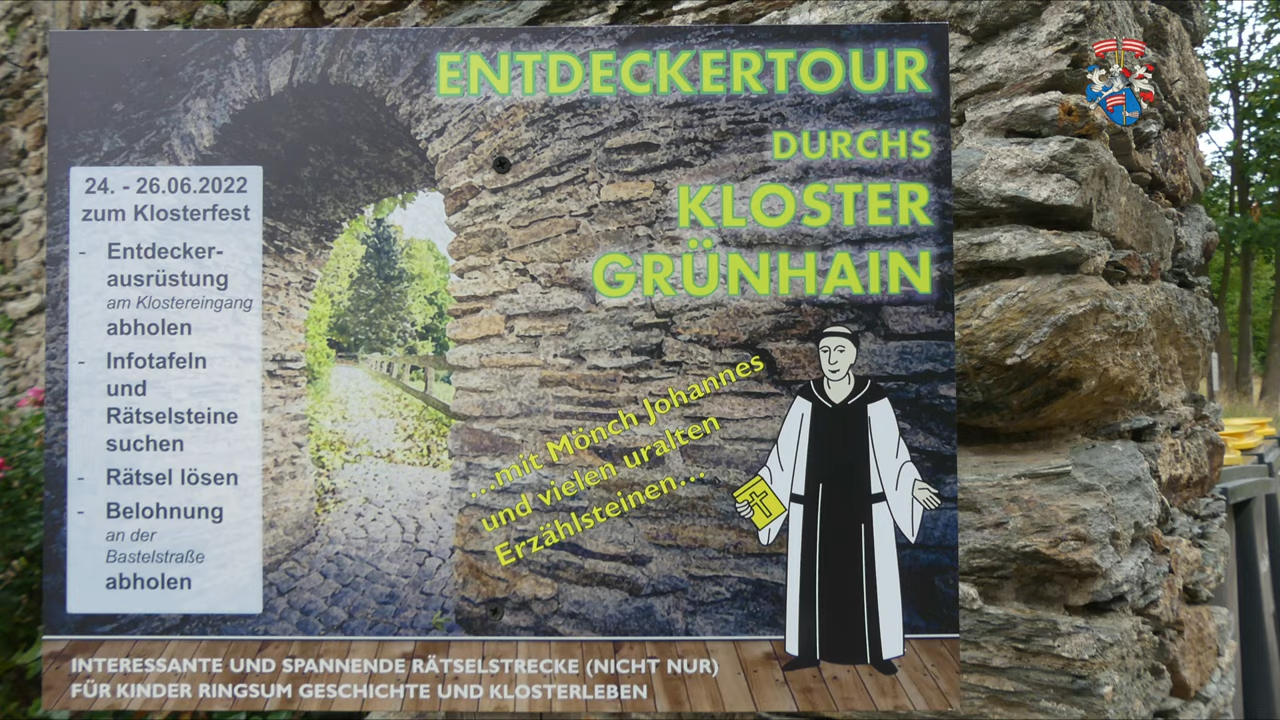 ENTDECKERTOUR
DURCHS
KLOSTER
GRÜNHAIN
24. - 26.06.2022
zum Klosterfest
- Entdecker-
ausrüstung
am Klostereingang
abholen
- Infotafeln
und
Rätselsteine
suchen
- Rätsel lösen
- Belohnung
an der
Bastelstraße
abholen
...mit Mönch Johannes
und vielen uralten
Erzählsteinen...
INTERESSANTE UND SPANNENDE RÄTSELSTRECKE (NICHT NUR)
FÜR KINDER RINGSUM GESCHICHTE UND KLOSTERLEBEN